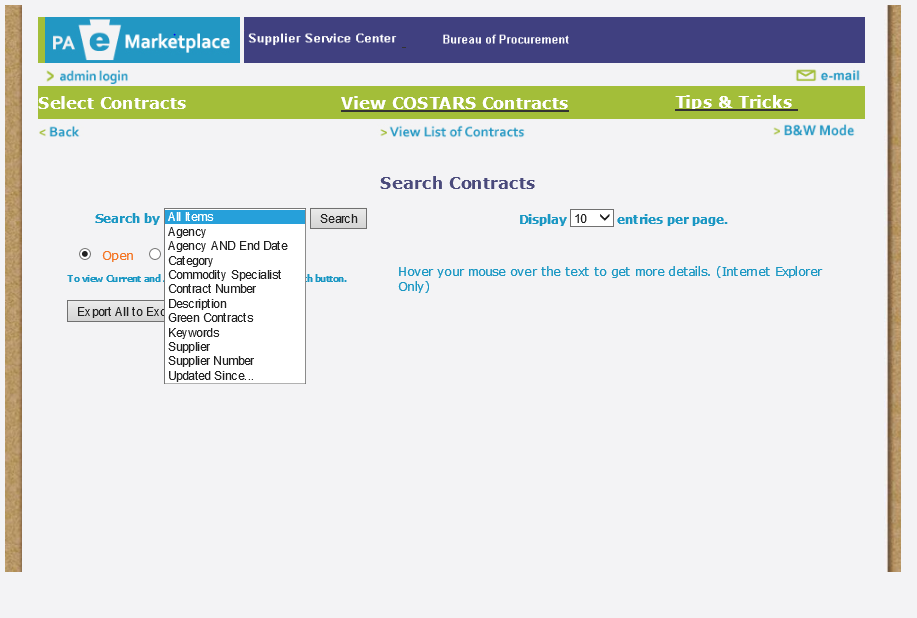 PA e Marketplace Supplier Service Center Bureau of Procurement
> admin login e-mail
Select Contracts View COSTARS Contracts Tips & Tricks
< Back > View List of Contracts > B&W Mode
Search Contracts
Search by All Items Search Display 10 entries per page.
Agency
Agency AND End Date
Open
Category
Commodity Specialist
To view Current and button.
Hover your mouse over the text to get more details. (Internet Explorer
Only)
Contract Number
Description
Export All to
Green Contracts
Keywords
Supplier
Supplier Number
Updated Since...